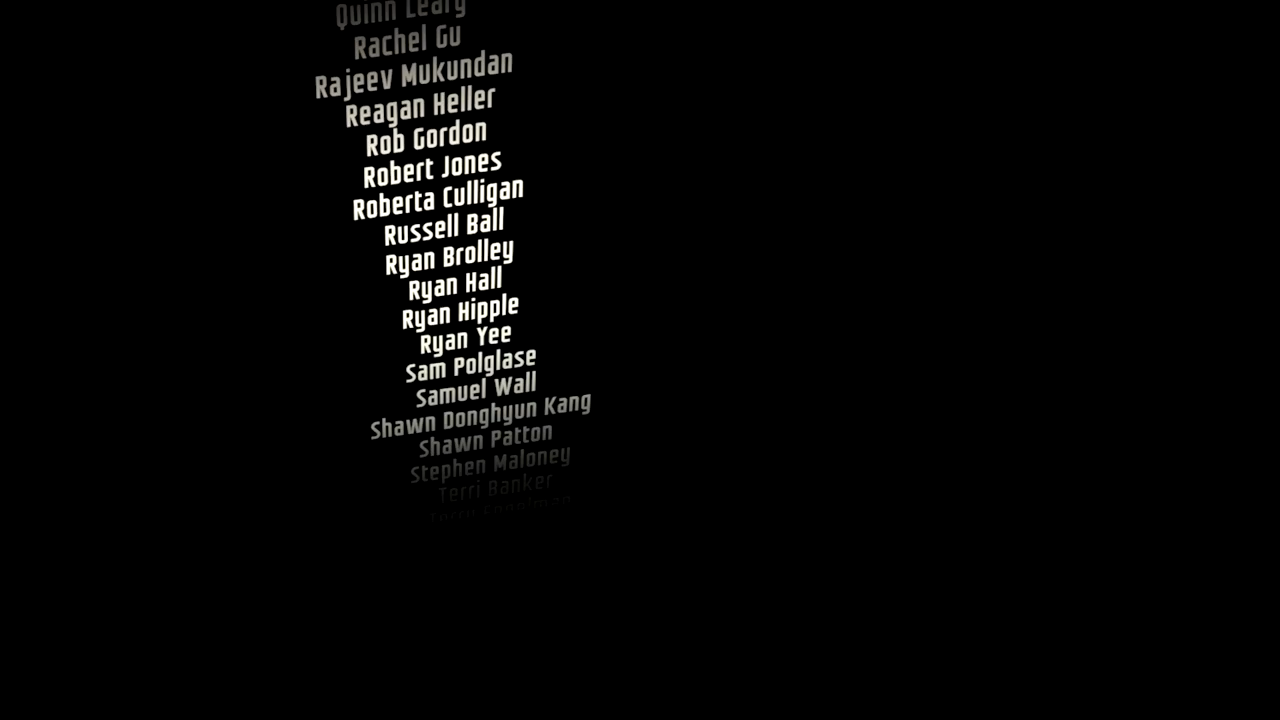 Quinn Leary
Rachel Gu
Rajeev Mukundan
Reagan Heller
Rob Gordon
Robert Jones
Roberta Culligan
Russell Ball
Ryan Brolley
Ryan Hall
Ryan Hipple
Ryan Yee
Sam Polglase
Samuel Wall
Shawn Donghyun Kang
Shawn Patton
Stephen Maloney
Terri Banker